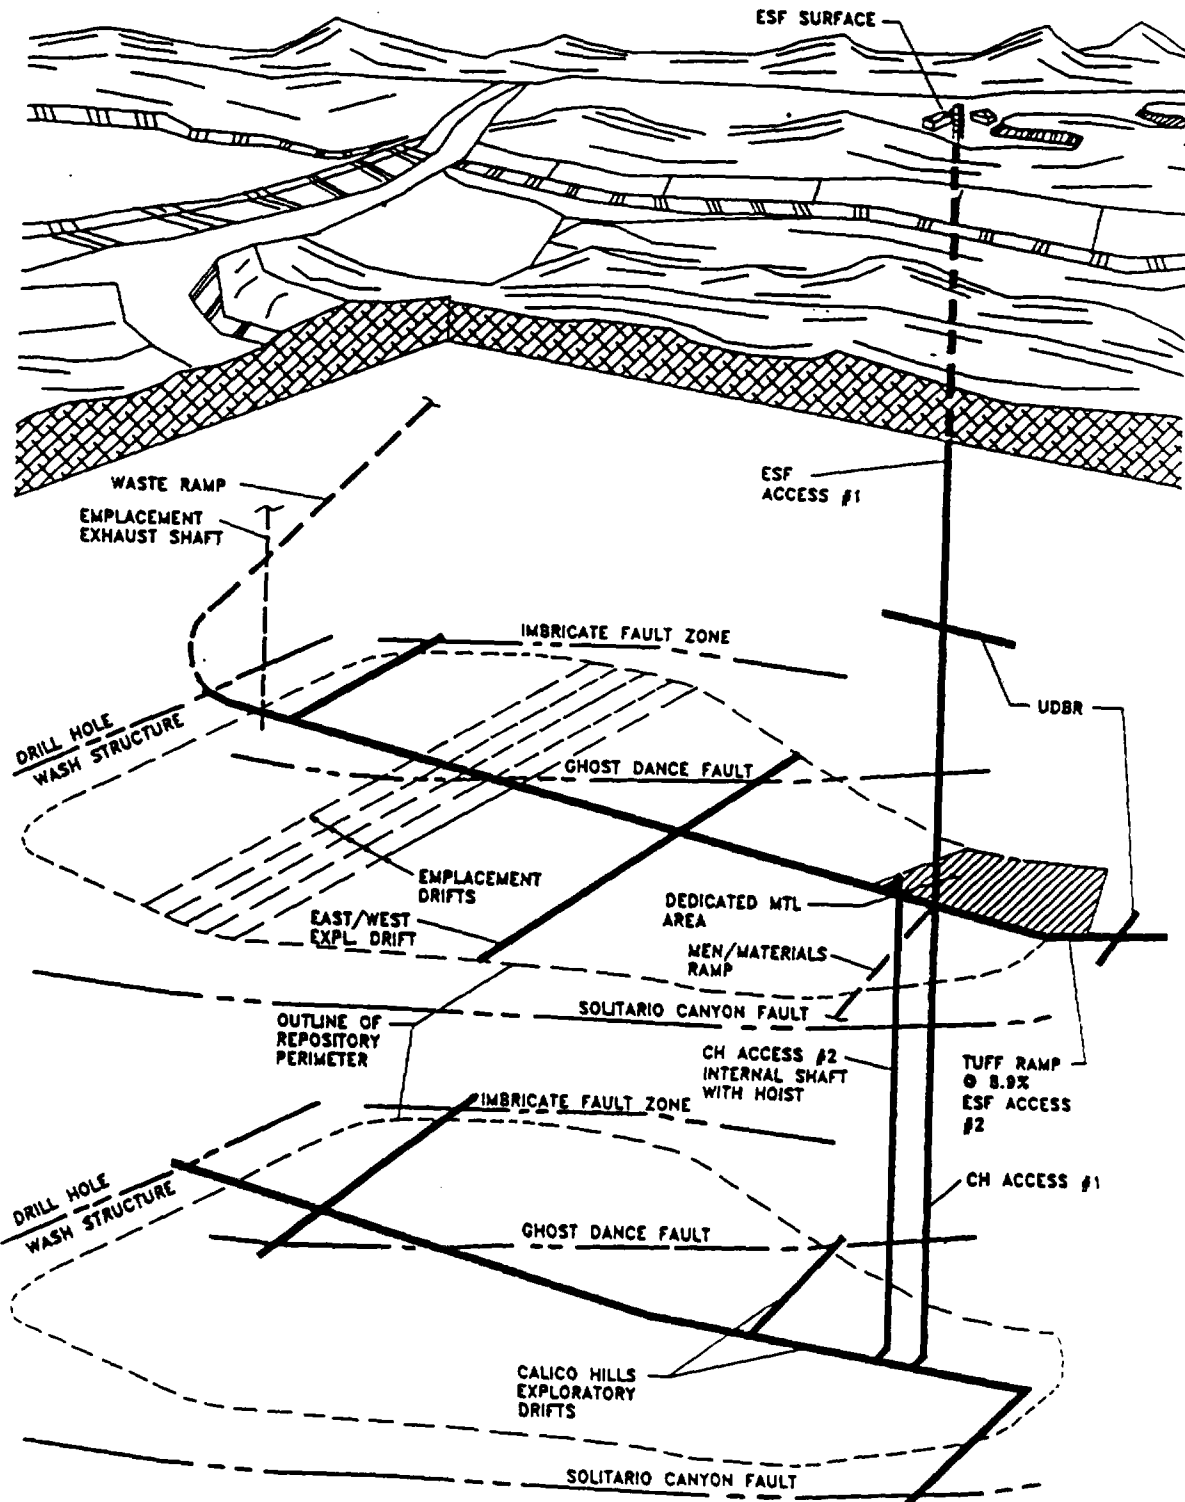 ESF SURFACE
ESF
ACCESS #1
WASTE RAMP
EMPLACEMENT
EXHAUST SHAFT
IMBRICATE FAULT ZONE
UDBR
DRILL HOLE
WASH STRUCTURE
GHOST DANCE FAULT
EMPLACEMENT
DRIFTS
DEDICATED MTL
AREA
EAST/WEST
EXPL. DRIFT
MEN/MATERIALS
RAMP
SOLITARIO CANYON FAULT
OUTLINE OF
REPOSITORY
PERIMETER
CH ACCESS #2
INTERNAL SHAFT
WITH HOIST
TUFF RAMP
@ 8.9%
ESF ACCESS
#2
IMBRICATE FAULT ZONE
CH ACCESS #1
DRILL HOLE
WASH STRUCTURE
GHOST DANCE FAULT
CALICO HILLS
EXPLORATORY
DRIFTS
SOLITARIO CANYON FAULT